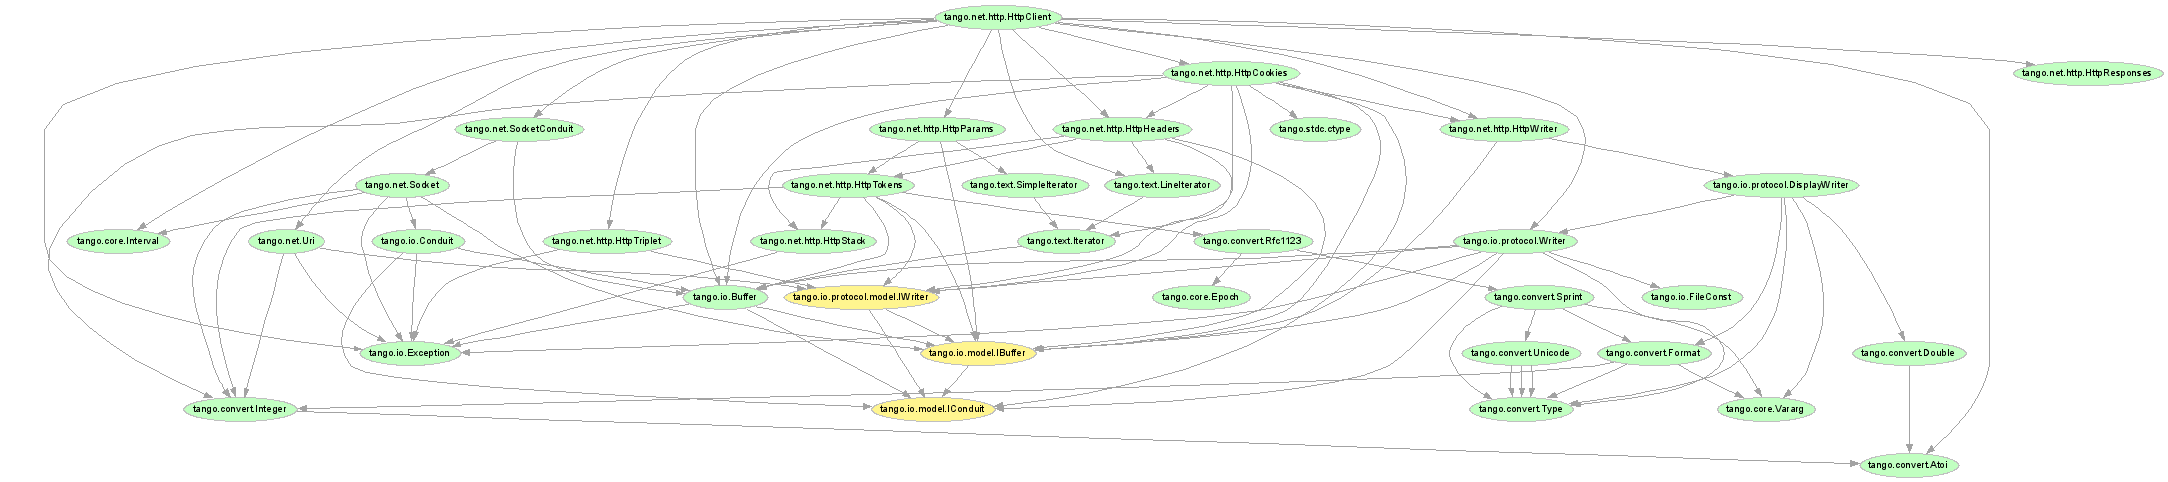 tango.net.http.HttpClient
tango.net.http.HttpCookies
tango.net.http.HttpResponses
tango.net.SocketConduit
tango.net.http.HttpParams
tango.net.http.HttpHeaders
tango.stdc.ctype
tango.net.http.HttpWriter
tango.net.Socket
tango.net.http.HttpTokens
tango.text.SimpleIterator
tango.text.LineIterator
tango.io.protocol.DisplayWriter
tango.core.Interval
tango.net.Uri
tango.io.Conduit
tango.net.http.HttpTriplet
tango.net.http.HttpStack
tango.text.Iterator
tango.convert.Rfc1123
tango.io.protocol.Writer
tango.io.Buffer
tango.io.protocol.model.IWriter
tango.core.Epoch
tango.convert.Sprint
tango.io.FileConst
tango.io.Exception
tango.io.model.IBuffer
tango.convert.Unicode
tango.convert.Format
tango.convert.Double
tango.convert.Integer
tango.io.model.IConduit
tango.convert.Type
tango.core.Vararg
tango.convert.Atoi